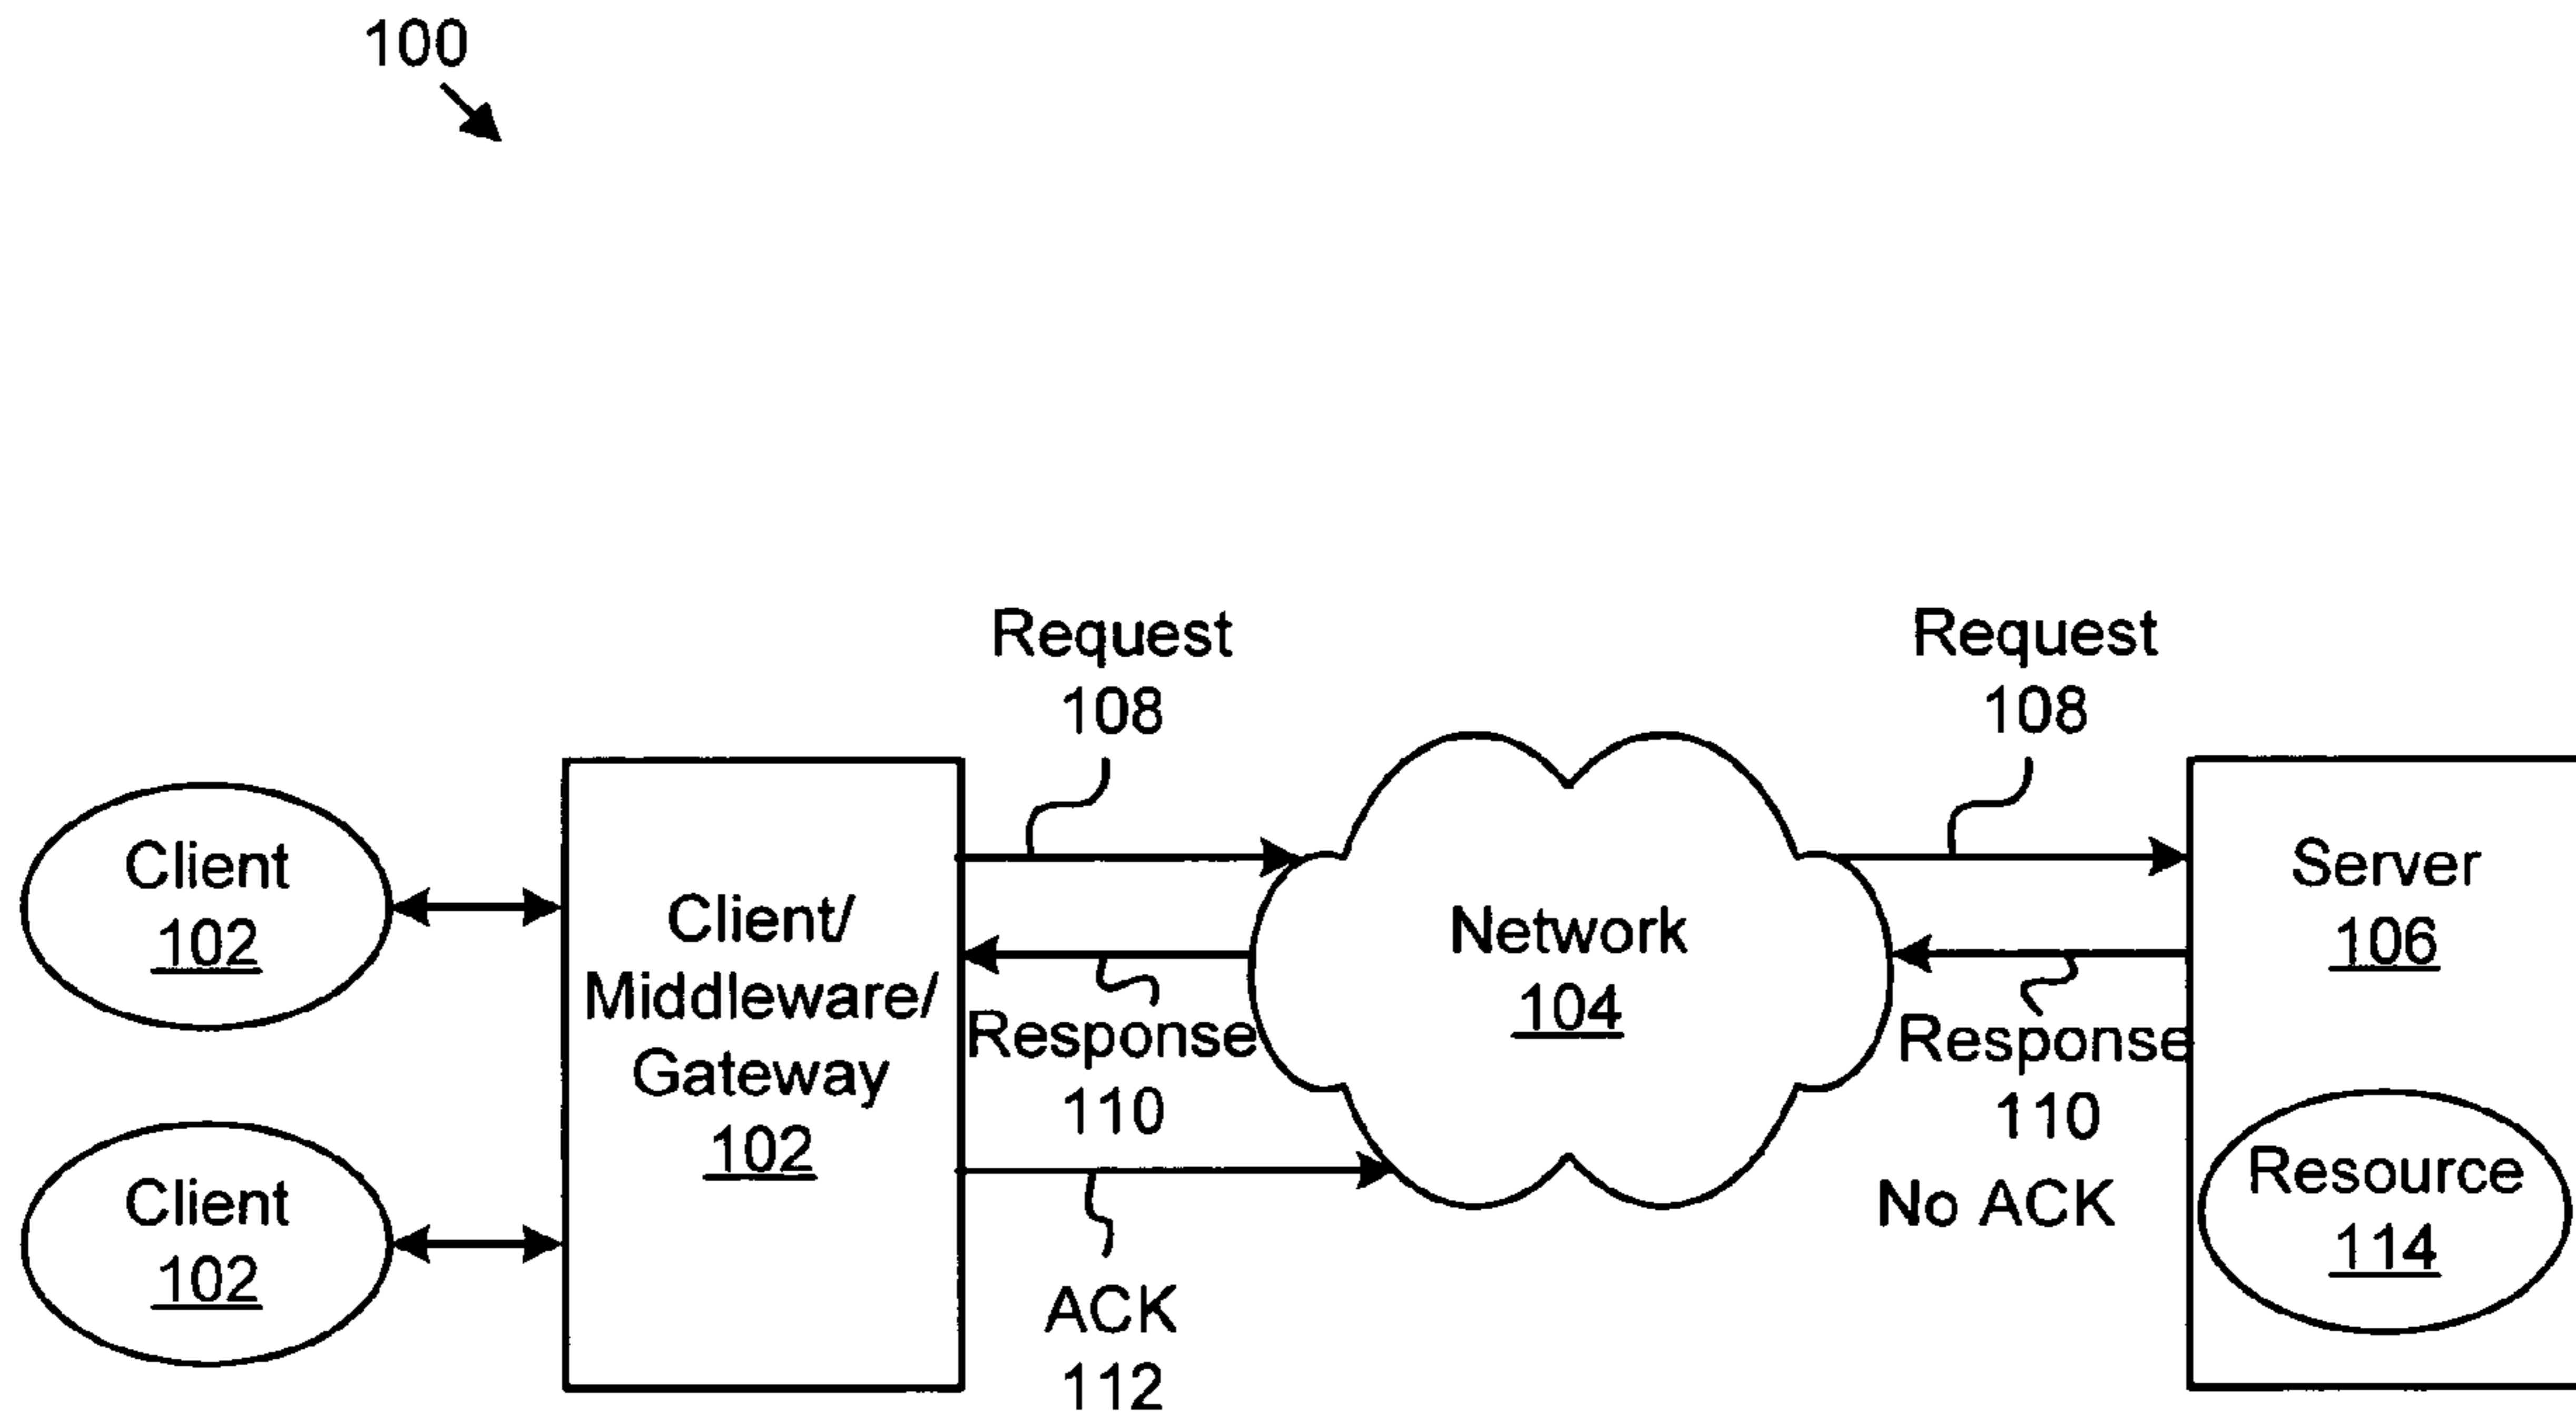 100
Request
108
Request
108
Client
102
Client/
Middleware/
Gateway
102
Network
104
Server
106
Response
110
Response
110
No ACK
Client
102
Resource
114
ACK
112